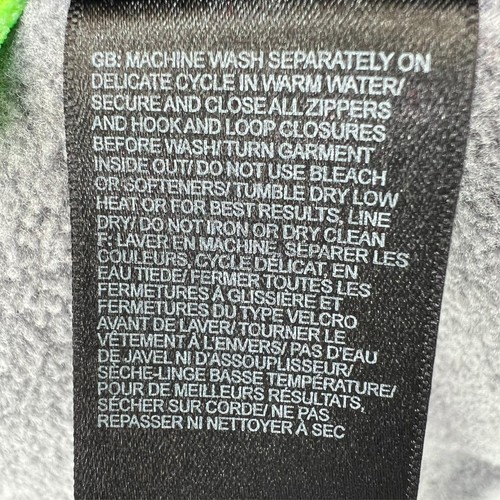 GB: MACHINE WASH SEPARATELY ON
DELICATE CYCLE IN WARM WATER/
SECURE AND CLOSE ALL ZIPPERS
AND HOOK AND LOOP CLOSURES
BEFORE WASH/ TURN GARMENT
INSIDE OUT/ DO NOT USE BLEACH
OR SOFTENERS/ TUMBLE DRY LOW
HEAT OR FOR BEST RESULTS, LINE
DRY/ DO NOT IRON OR DRY CLEAN
F: LAVER EN MACHINE, SÉPARER LES
COULEURS, CYCLE DÉLICAT, EN
EAU TIEDE/ FERMER TOUTES LES
FERMETURES À GLISSIÈRE ET
FERMETURES DU TYPE VELCRO
AVANT DE LAVER/ TOURNER LE
VÊTEMENT À L'ENVERS/ PAS D'EAU
DE JAVEL NI D'ASSOUPLISSEUR/
SÈCHE-LINGE BASSE TEMPÉRATURE/
POUR DE MEILLEURS RÉSULTATS,
SÉCHER SUR CORDE/ NE PAS
REPASSER NI NETTOYER À SEC